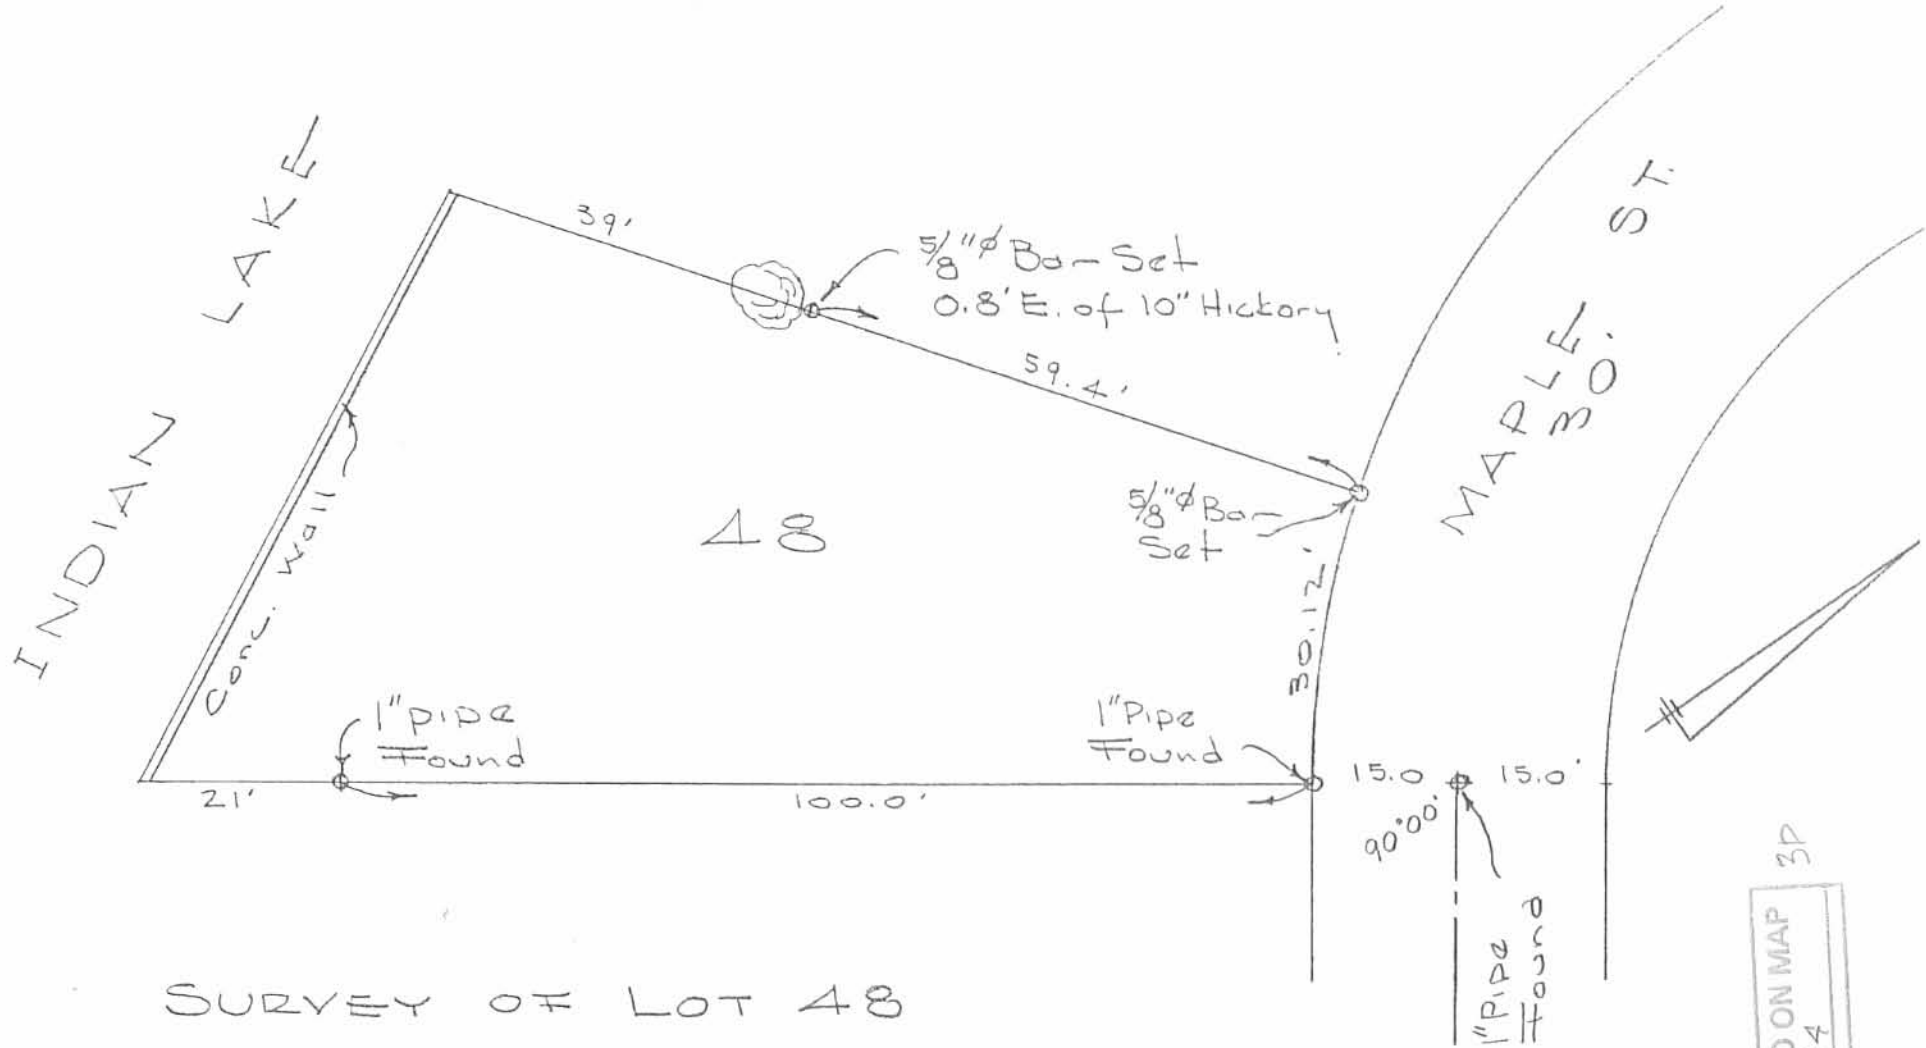 INDIAN LAKE
39'
5/8"ø Bar Set
0.8' E. of 10" Hickory
59.4'
MAPLE ST.
30.'
Conc. Wall
48
5/8"ø Bar
Set
30.12'
1" pipe
Found
1" Pipe
Found
21'
100.0'
15.0
15.0'
90°00'
1" Pipe
Found
SURVEY OF LOT 48
3D
ON MAP
4